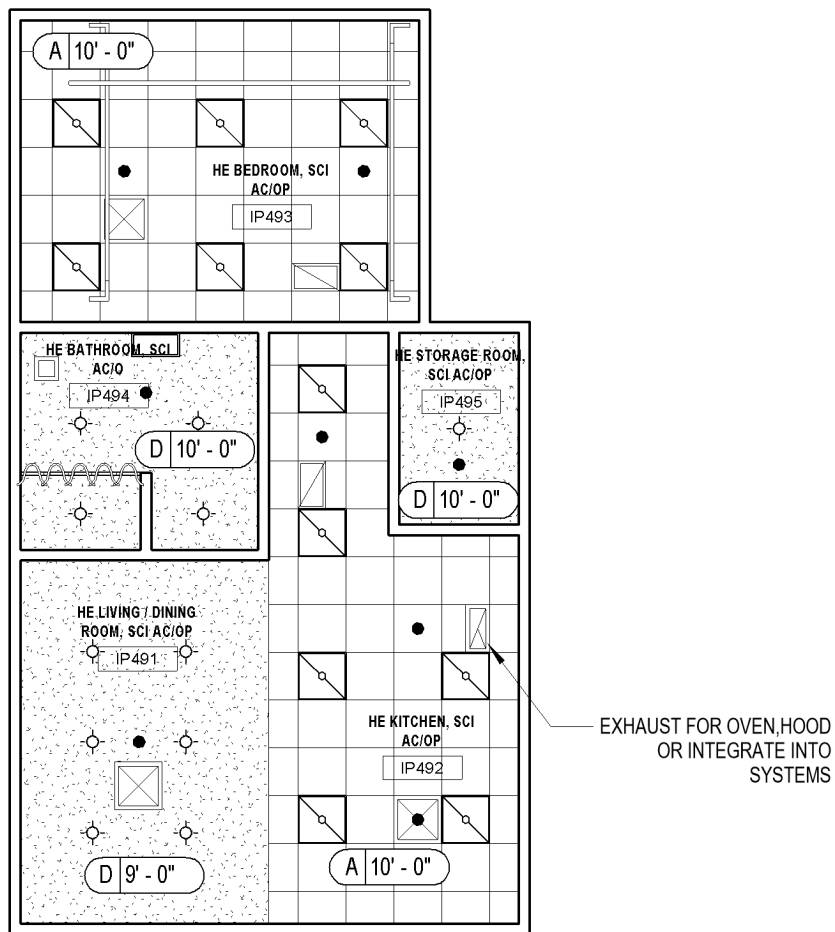 A 10' - 0"
HE BEDROOM, SCI
AC/OP
IP493
HE BATHROOM, SCI
AC/O
IP494
D 10' - 0"
HE STORAGE ROOM,
SCI AC/OP
IP495
D 10' - 0"
HE LIVING / DINING
ROOM, SCI AC/OP
IP491
HE KITCHEN, SCI
AC/OP
IP492
EXHAUST FOR OVEN,HOOD
OR INTEGRATE INTO
SYSTEMS
D 9' - 0"
A 10' - 0"